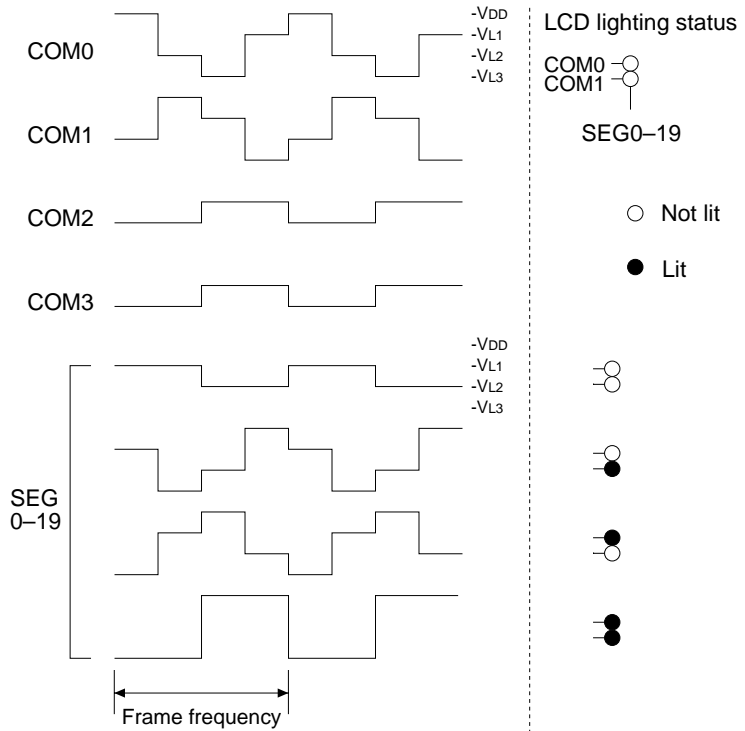 COM0
-VDD
-VL1
-VL2
-VL3
COM1
COM2
COM3
-VDD
-VL1
-VL2
-VL3
SEG
0–19
Frame frequency
LCD lighting status
COM0
COM1
SEG0–19
Not lit
Lit